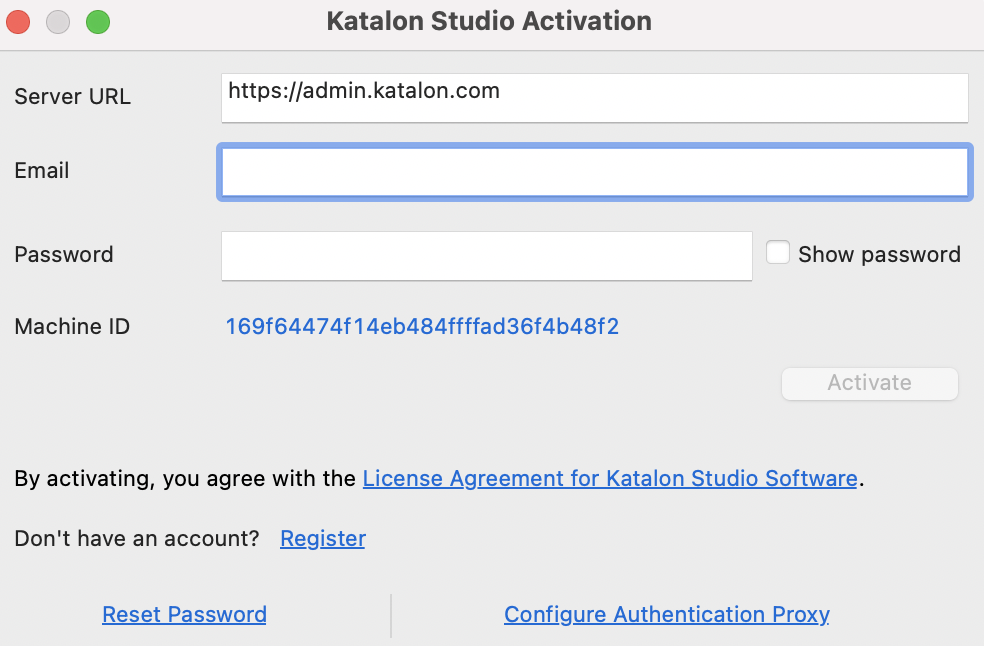 Katalon Studio Activation
Server URL https://admin.katalon.com
Email
Password Show password
Machine ID 169f64474f14eb484ffffad36f4b48f2
Activate
By activating, you agree with the License Agreement for Katalon Studio Software.
Don't have an account? Register
Reset Password Configure Authentication Proxy